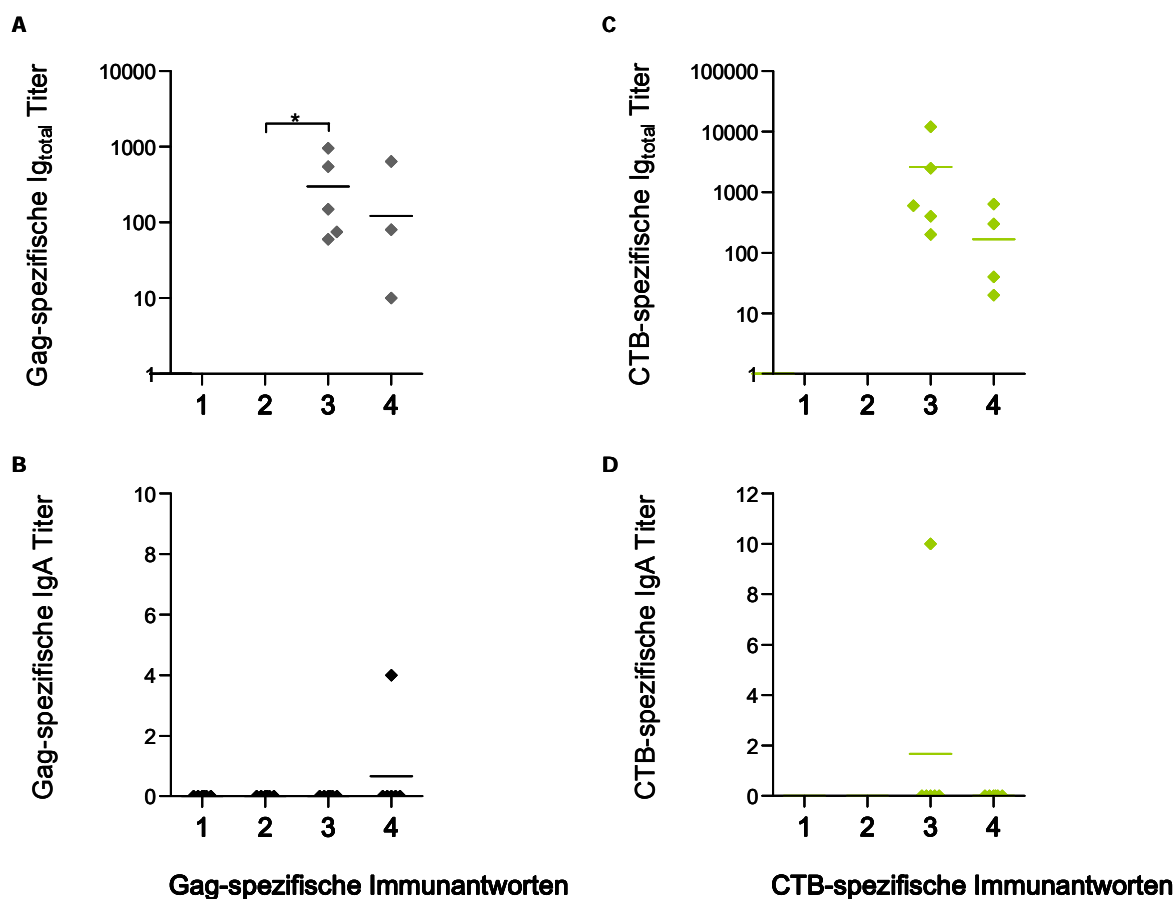 A
Gag-spezifische Igtotal Titer
10000
1000
100
10
1
*
1 2 3 4
C
CTB-spezifische Igtotal Titer
100000
10000
1000
100
10
1
1 2 3 4
B
Gag-spezifische IgA Titer
10
8
6
4
2
0
1 2 3 4
Gag-spezifische Immunantworten
D
CTB-spezifische IgA Titer
12
10
8
6
4
2
0
1 2 3 4
CTB-spezifische Immunantworten